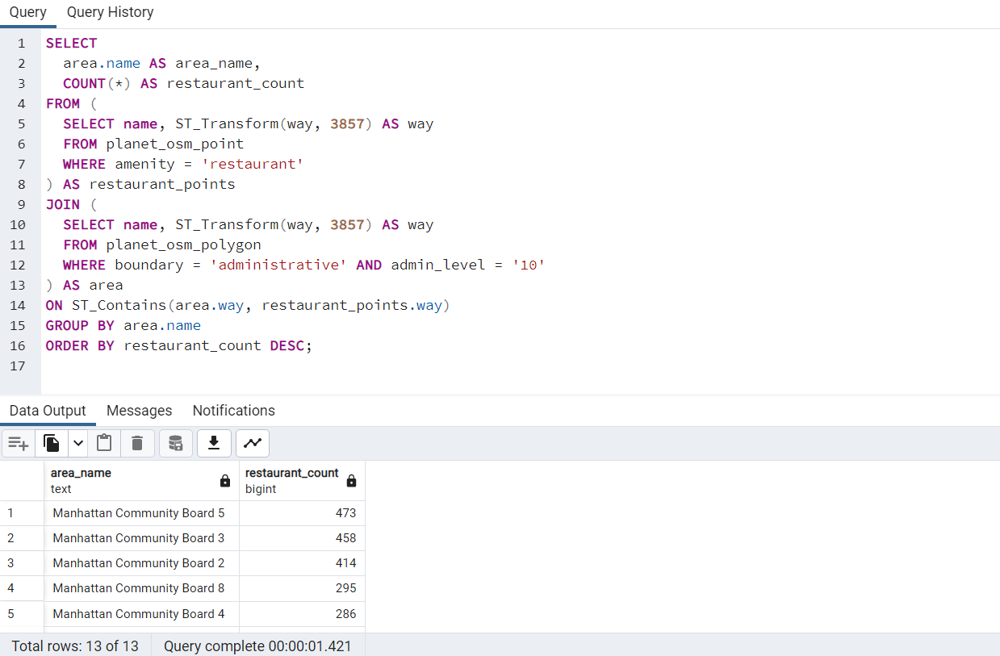 Query Query History
1 SELECT
2 area.name AS area_name,
3 COUNT(*) AS restaurant_count
4 FROM (
5 SELECT name, ST_Transform(way, 3857) AS way
6 FROM planet_osm_point
7 WHERE amenity = 'restaurant'
8 ) AS restaurant_points
9 JOIN (
10 SELECT name, ST_Transform(way, 3857) AS way
11 FROM planet_osm_polygon
12 WHERE boundary = 'administrative' AND admin_level = '10'
13 ) AS area
14 ON ST_Contains(area.way, restaurant_points.way)
15 GROUP BY area.name
16 ORDER BY restaurant_count DESC;
17
Data Output Messages Notifications
area_name restaurant_count
text bigint
1 Manhattan Community Board 5 473
2 Manhattan Community Board 3 458
3 Manhattan Community Board 2 414
4 Manhattan Community Board 8 295
5 Manhattan Community Board 4 286
Total rows: 13 of 13 Query complete 00:00:01.421